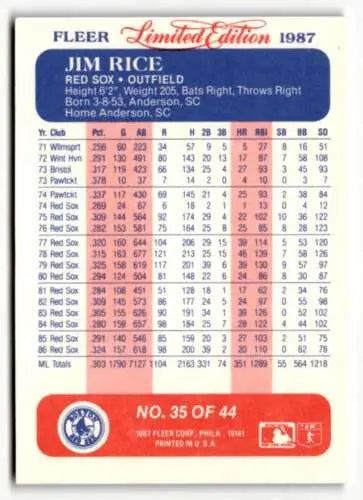 FLEER Limited Edition 1987
JIM RICE
RED SOX • OUTFIELD
Height 6'2", Weight 205, Bats Right, Throws Right
Born 3-8-53, Anderson, SC
Home Anderson, SC
Yr. Club Pct. G AB R H 2B 3B HR RBI SB BB SO
71 Wlmsprt .256 60 223 34 57 9 5 5 27 8 16 51
72 Wint Hvn .291 130 491 80 143 20 13 17 87 7 58 108
73 Bristol .317 119 423 66 134 20 4 27 93 3 45 93
73 Pawtckt .378 10 37 7 14 2 0 4 10 0 7
74 Pawtckt .337 117 430 69 145 21 4 25 93 2 38 84
74 Red Sox .269 24 67 6 18 2 1 1 13 0 4 12
75 Red Sox .309 144 564 92 174 29 4 22 102 10 36 122
76 Red Sox .282 153 581 75 164 25 8 25 85 8 28 123
77 Red Sox .320 160 644 104 206 29 15 39 114 5 53 120
78 Red Sox .315 163 677 121 213 25 15 46 139 7 58 126
79 Red Sox .325 158 619 117 201 39 6 39 130 9 57 97
80 Red Sox .294 124 504 81 148 22 6 24 86 8 30 87
81 Red Sox .284 108 451 51 128 18 1 17 62 2 34 76
82 Red Sox .309 145 573 86 177 24 5 24 97 0 55 98
83 Red Sox .305 155 626 90 191 34 1 39 126 0 52 102
84 Red Sox .280 159 657 98 184 25 7 28 122 4 44 102
85 Red Sox .291 140 546 85 159 20 3 27 103 2 51 75
86 Red Sox .324 157 618 98 200 39 2 20 110 0 62 78
ML Totals .303 1790 7127 1104 2163 331 74 351 1289 55 564 1218
NO. 35 OF 44
1987 FLEER CORP., PHILA., 19141
PRINTED IN U.S.A.